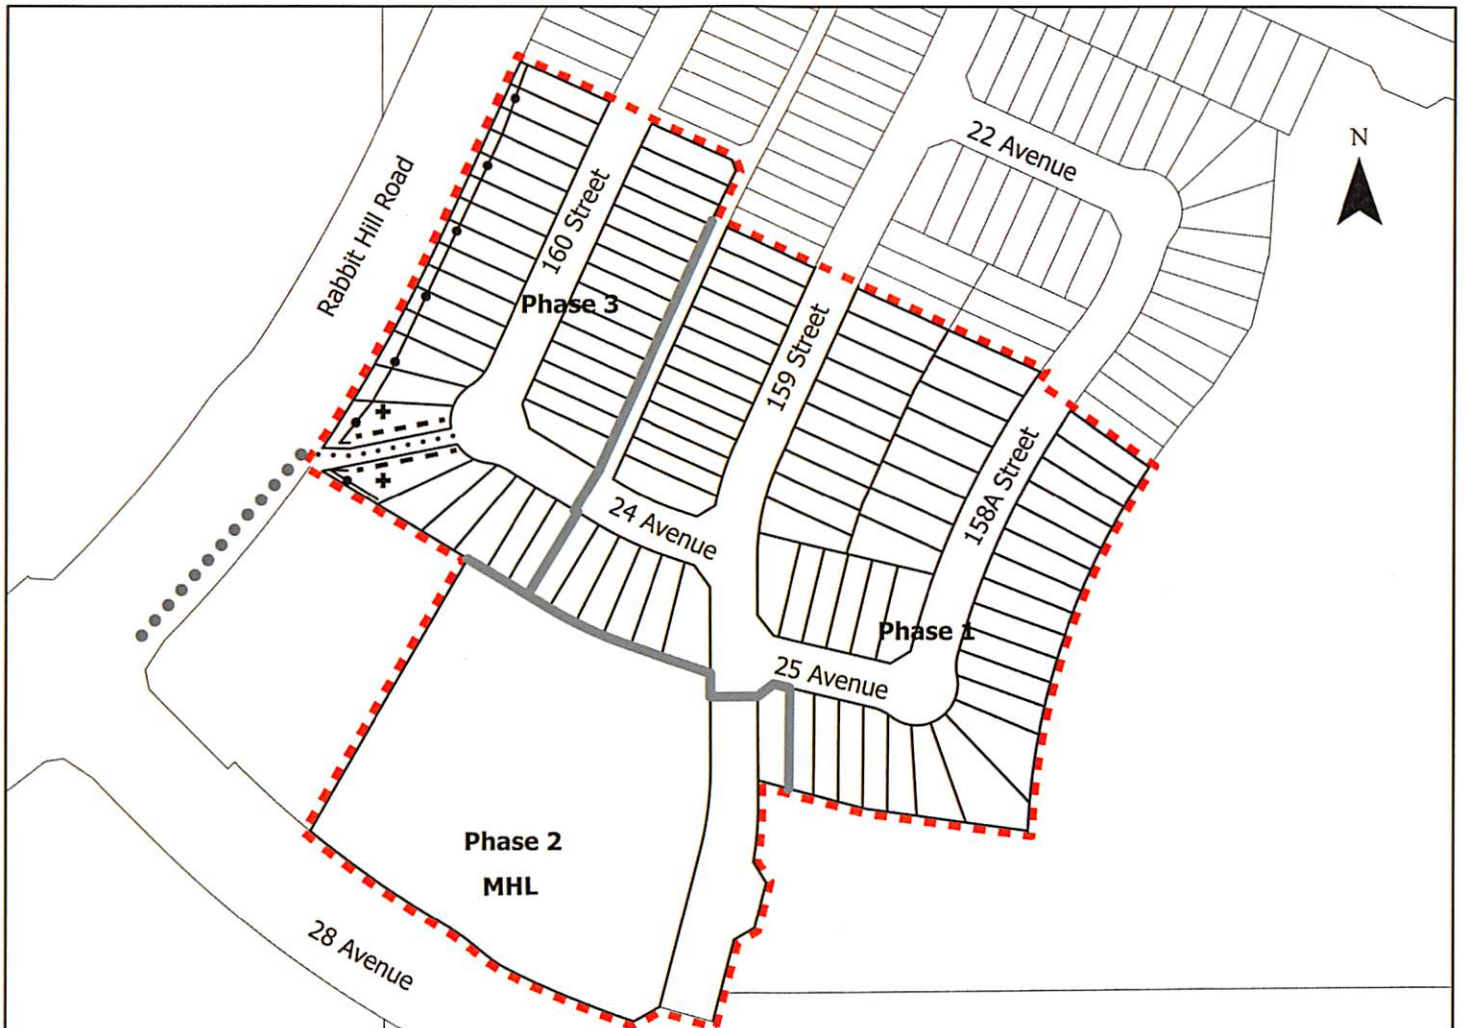 22 Avenue
N
Rabbit Hill Road
160 Street
Phase 3
159 Street
158A Street
24 Avenue
Phase 1
25 Avenue
Phase 2
MHL
28 Avenue